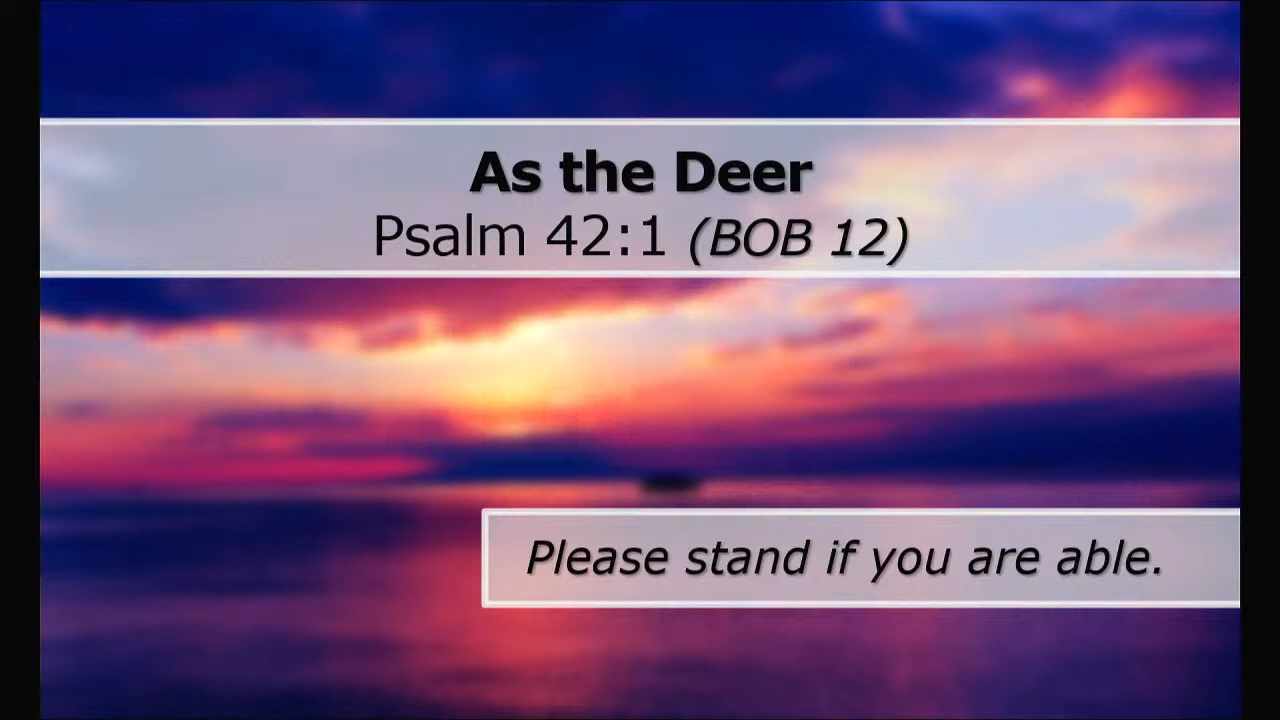 As the Deer
Psalm 42:1 (BOB 12)
Please stand if you are able.